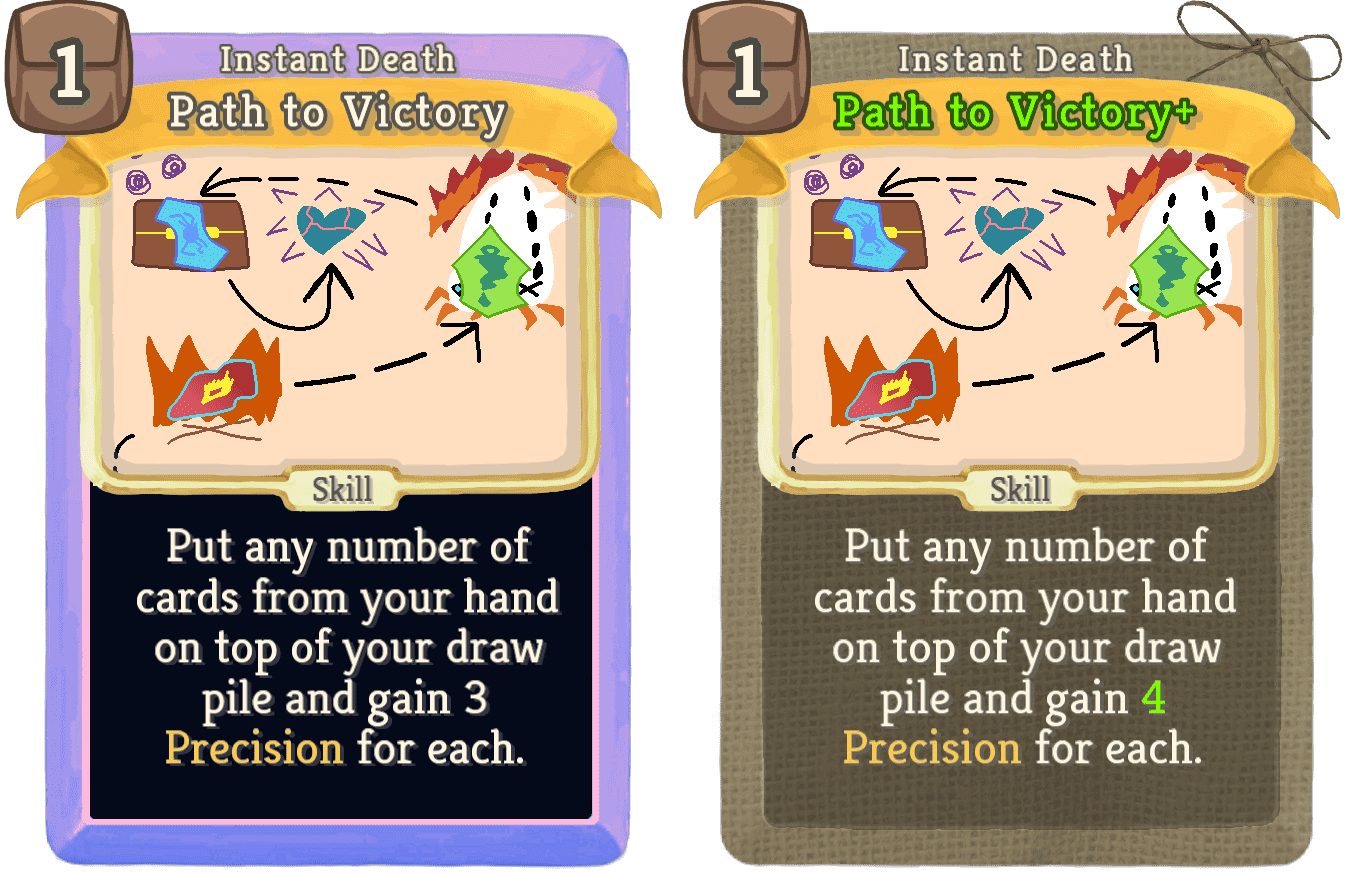 1
Instant Death
Path to Victory
Skill
Put any number of
cards from your hand
on top of your draw
pile and gain 3
Precision for each.
1
Instant Death
Path to Victory+
Skill
Put any number of
cards from your hand
on top of your draw
pile and gain 4
Precision for each.